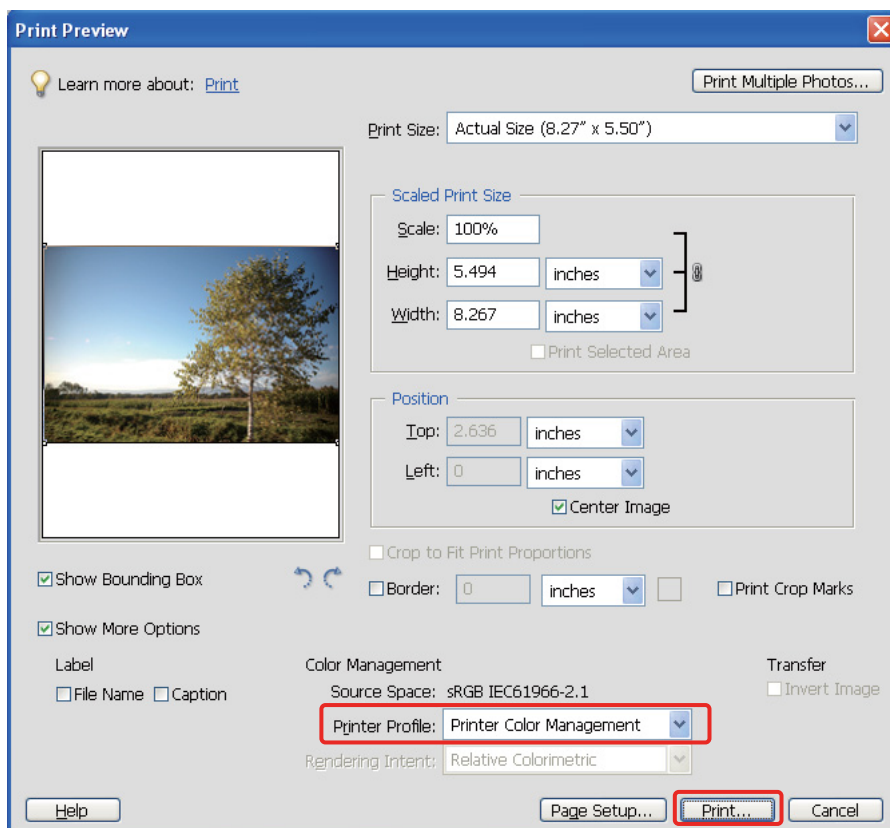 Print Preview
Learn more about: Print
Print Multiple Photos...
Print Size: Actual Size (8.27" x 5.50")
Scaled Print Size
Scale: 100%
Height: 5.494 inches
Width: 8.267 inches
Print Selected Area
Position
Top: 2.636 inches
Left: 0 inches
Center Image
Crop to Fit Print Proportions
Show Bounding Box
Border: 0 inches
Print Crop Marks
Show More Options
Label
Color Management
Transfer
File Name
Caption
Source Space: sRGB IEC61966-2.1
Invert Image
Printer Profile: Printer Color Management
Rendering Intent: Relative Colorimetric
Help
Page Setup...
Print...
Cancel